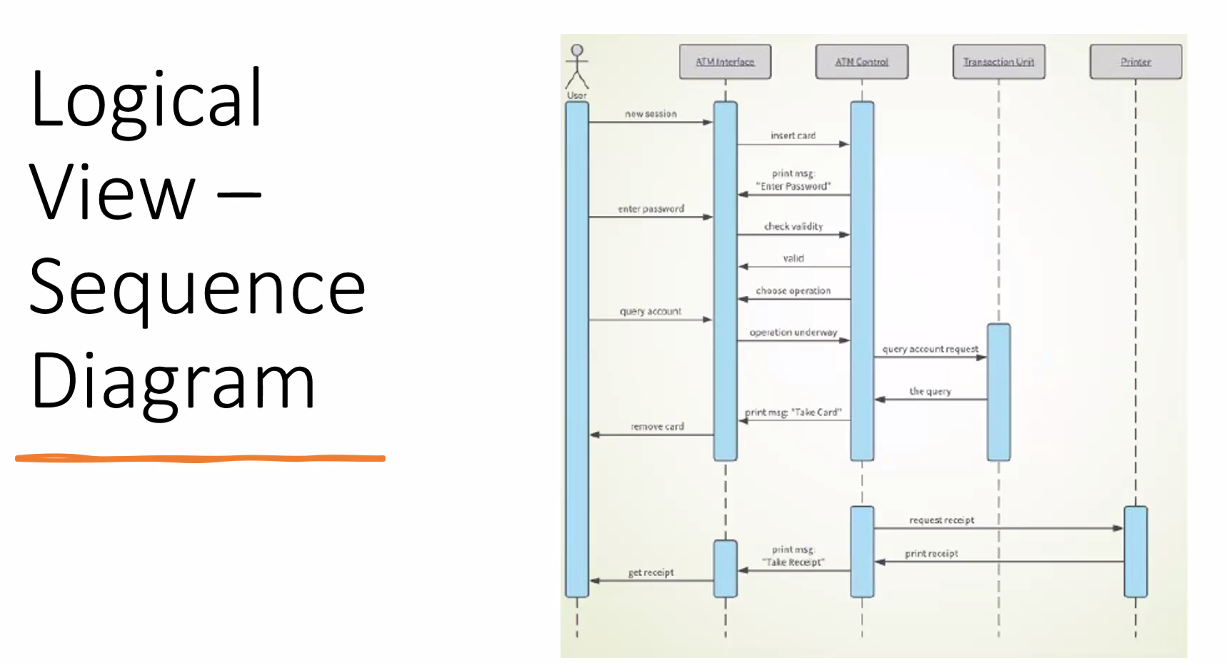 Logical
View –
Sequence
Diagram
User
ATM Interface
ATM Control
Transaction Unit
Printer
new session
insert card
print msg:
"Enter Password"
enter password
check validity
valid
choose operation
query account
operation underway
query account request
the query
print msg: "Take Card"
remove card
request receipt
print receipt
print msg:
"Take Receipt"
get receipt